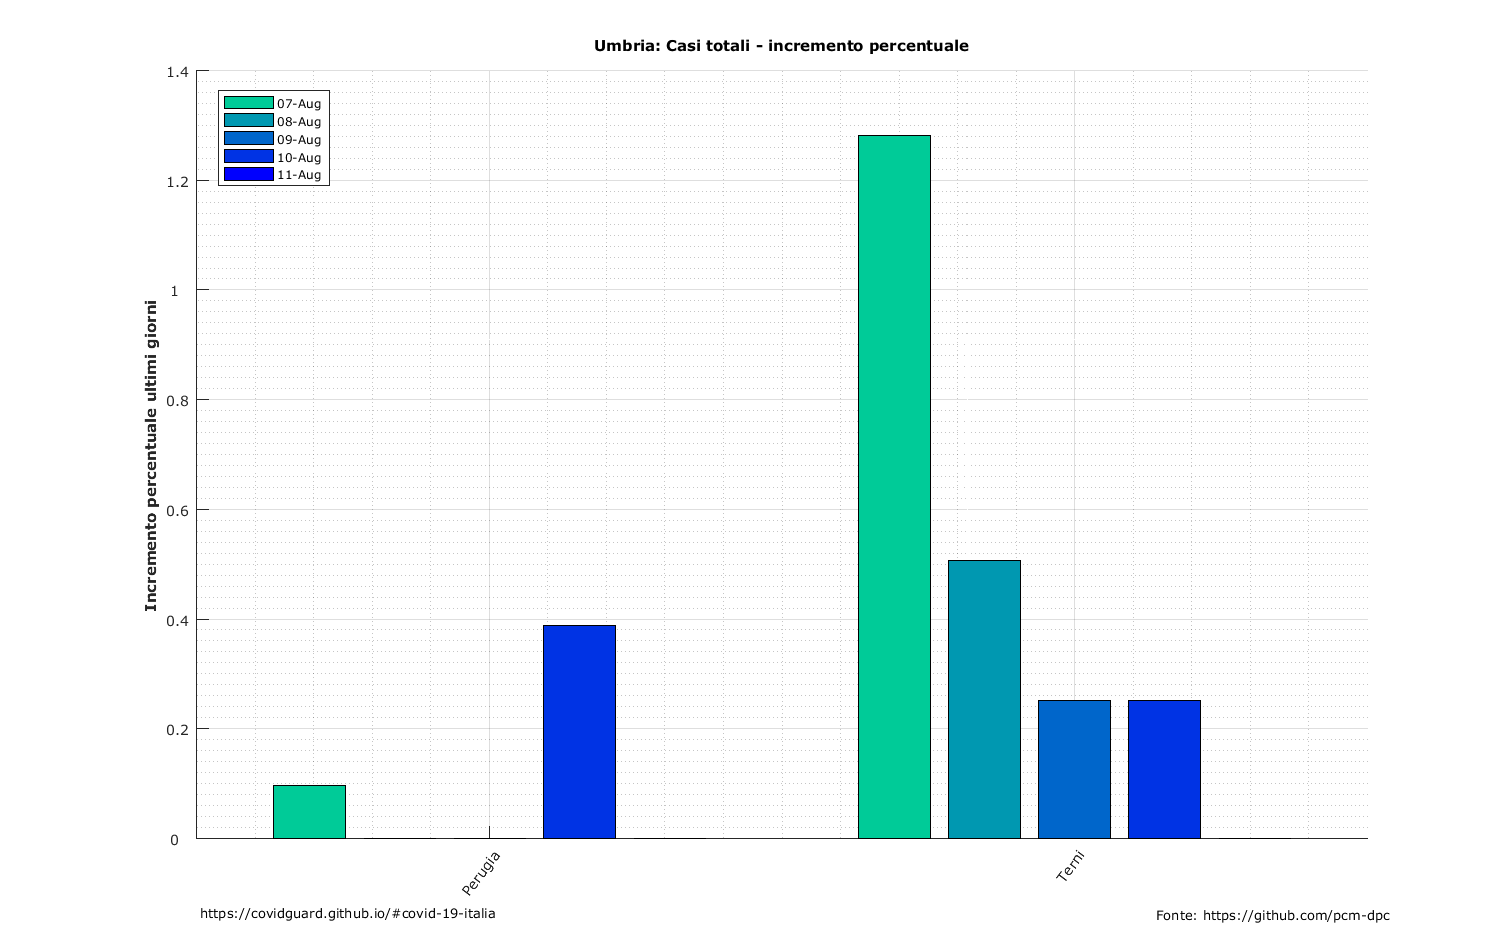 Umbria: Casi totali - incremento percentuale
1.4
1.2
1
0.8
0.6
0.4
0.2
0
Incremento percentuale ultimi giorni
07-Aug
08-Aug
09-Aug
10-Aug
11-Aug
Perugia
Terni
https://covidguard.github.io/#covid-19-italia
Fonte: https://github.com/pcm-dpc